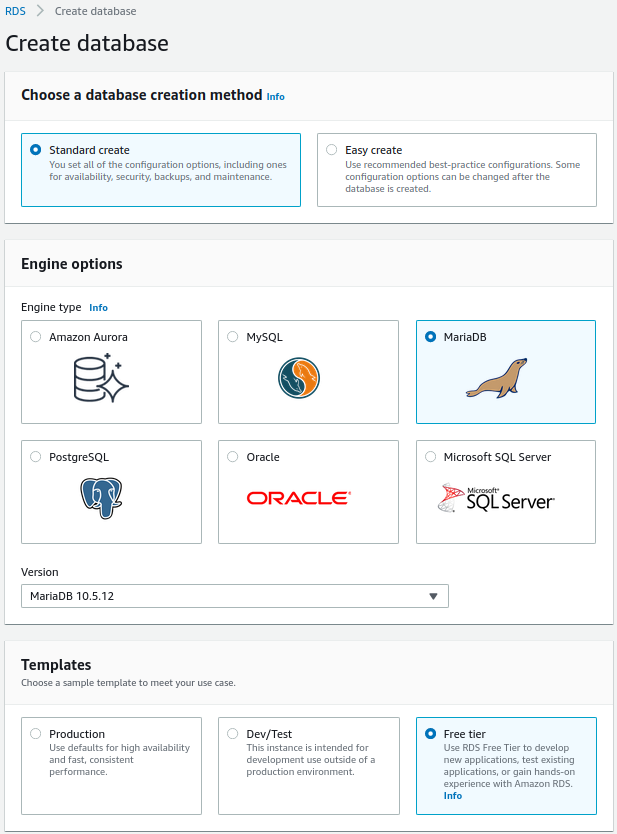 RDS > Create database
Create database
Choose a database creation method Info
Standard create
You set all of the configuration options, including ones
for availability, security, backups, and maintenance.
Easy create
Use recommended best-practice configurations. Some
configuration options can be changed after the
database is created.
Engine options
Engine type Info
Amazon Aurora
MySQL
MariaDB
PostgreSQL
Oracle
ORACLE
Microsoft SQL Server
Microsoft®
SQL Server®
Version
MariaDB 10.5.12
Templates
Choose a sample template to meet your use case.
Production
Use defaults for high availability
and fast, consistent
performance.
Dev/Test
This instance is intended for
development use outside of a
production environment.
Free tier
Use RDS Free Tier to develop
new applications, test existing
applications, or gain hands-on
experience with Amazon RDS.
Info